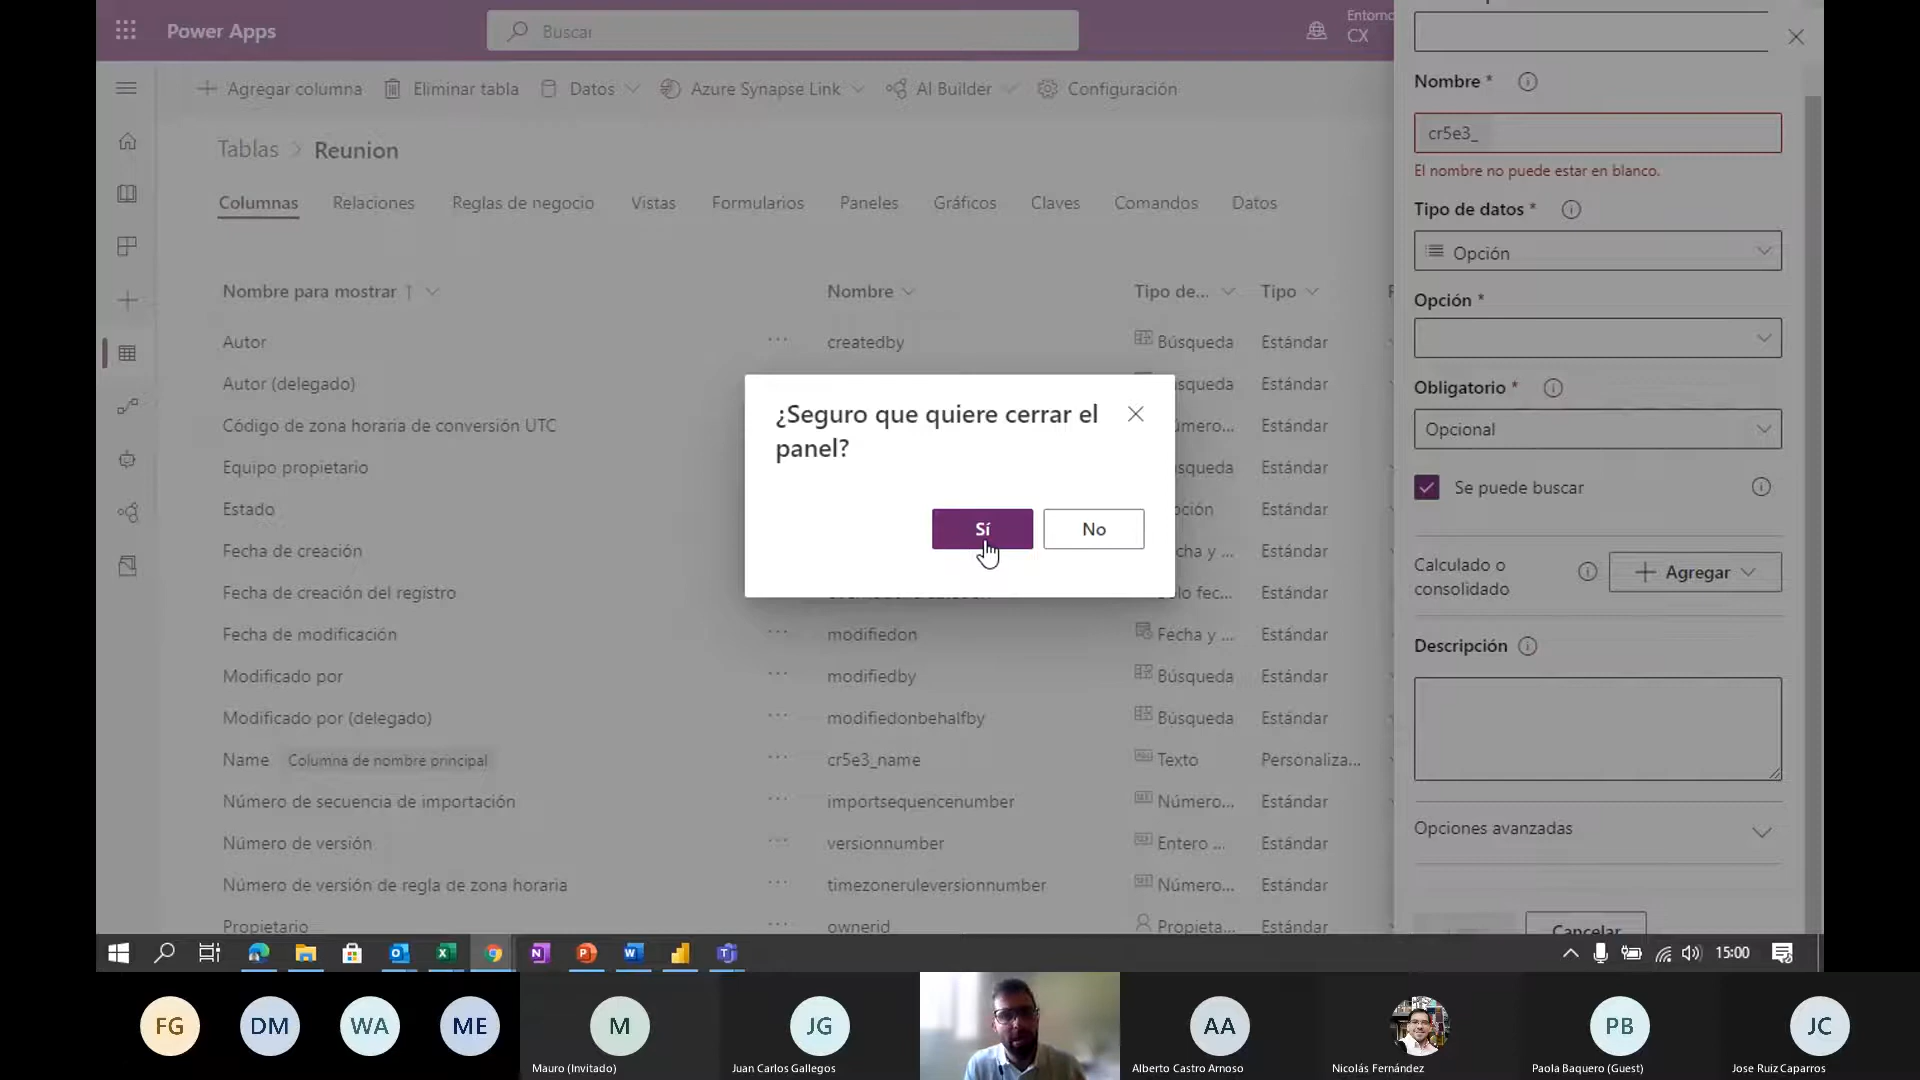 Power Apps
Buscar
Entorno
CX
Agregar columna
Eliminar tabla
Datos
Azure Synapse Link
AI Builder
Configuración
Tablas > Reunion
Columnas
Relaciones
Reglas de negocio
Vistas
Formularios
Paneles
Gráficos
Claves
Comandos
Datos
Nombre para mostrar ↑
Nombre
Tipo de...
Tipo
Autor
···
createdby
Búsqueda
Estándar
Autor (delegado)
squeda
Estándar
Código de zona horaria de conversión UTC
úmero...
Estándar
Equipo propietario
squeda
Estándar
Estado
oción
Estándar
Fecha de creación
cha y ...
Estándar
Fecha de creación del registro
lo fec...
Estándar
Fecha de modificación
···
modifiedon
Fecha y ...
Estándar
Modificado por
···
modifiedby
Búsqueda
Estándar
Modificado por (delegado)
···
modifiedonbehalfby
Búsqueda
Estándar
Name Columna de nombre principal
···
cr5e3_name
Texto
Personaliza...
Número de secuencia de importación
···
importsequencenumber
Número...
Estándar
Número de versión
···
versionnumber
Entero ...
Estándar
Número de versión de regla de zona horaria
···
timezoneruleversionnumber
Número...
Estándar
Propietario
···
ownerid
Propieta...
Estándar
¿Seguro que quiere cerrar el
panel?
Sí
No
Nombre *
cr5e3_
El nombre no puede estar en blanco.
Tipo de datos *
Opción
Opción *
Obligatorio *
Opcional
Se puede buscar
Calculado o
consolidado
Agregar
Descripción
Opciones avanzadas
Cancelar
15:00
FG
DM
WA
ME
M
Mauro (Invitado)
JG
Juan Carlos Gallegos
AA
Alberto Castro Arnoso
Nicolás Fernández
PB
Paola Baquero (Guest)
JC
Jose Ruiz Caparros